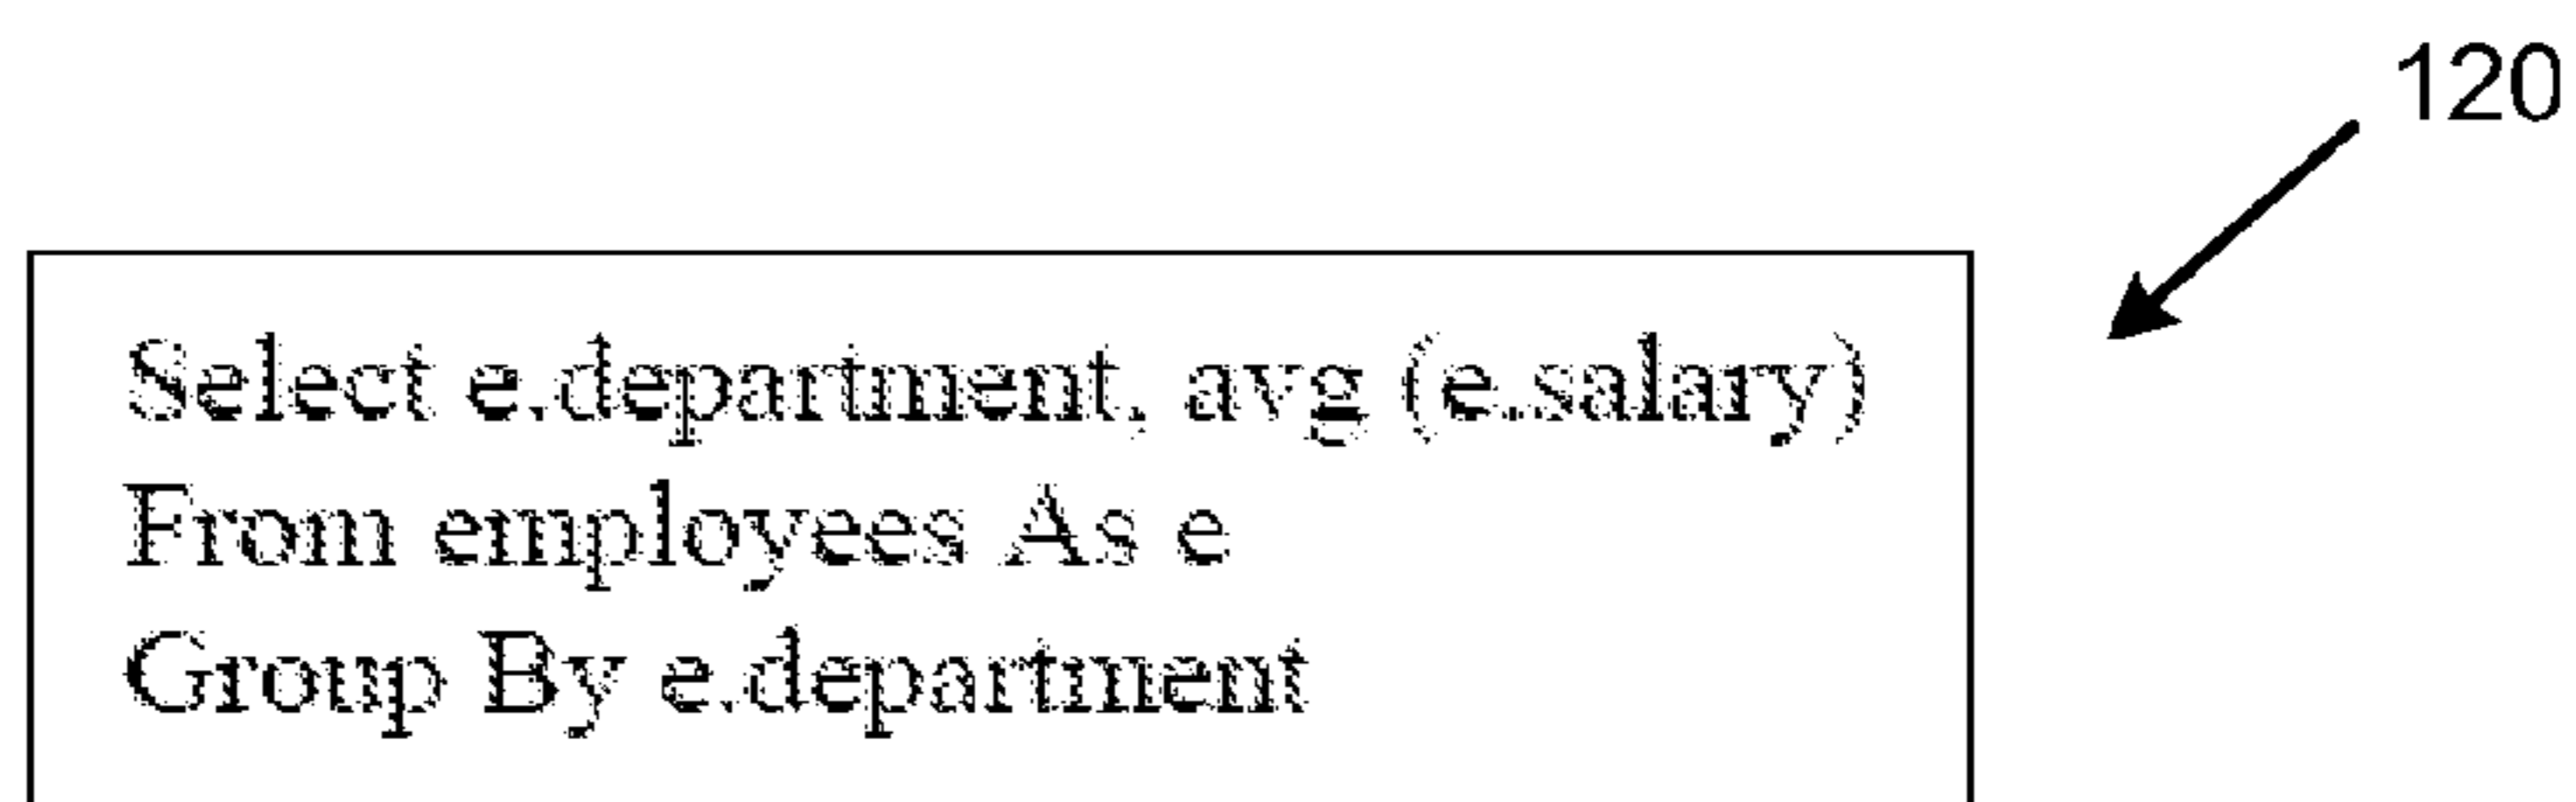 120
Select e.department, avg (e.salary)
From employees As e
Group By e.department